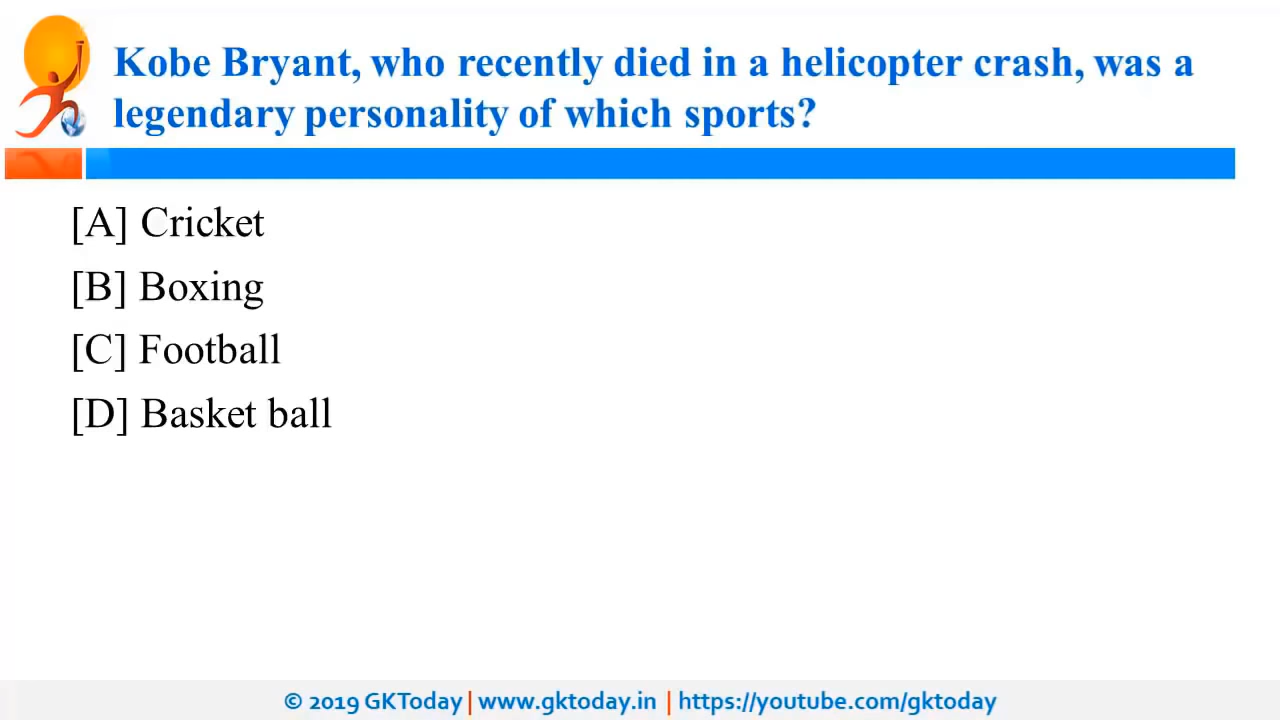 Kobe Bryant, who recently died in a helicopter crash, was a
legendary personality of which sports?
[A] Cricket
[B] Boxing
[C] Football
[D] Basket ball
© 2019 GKToday | www.gktoday.in | https://youtube.com/gktoday